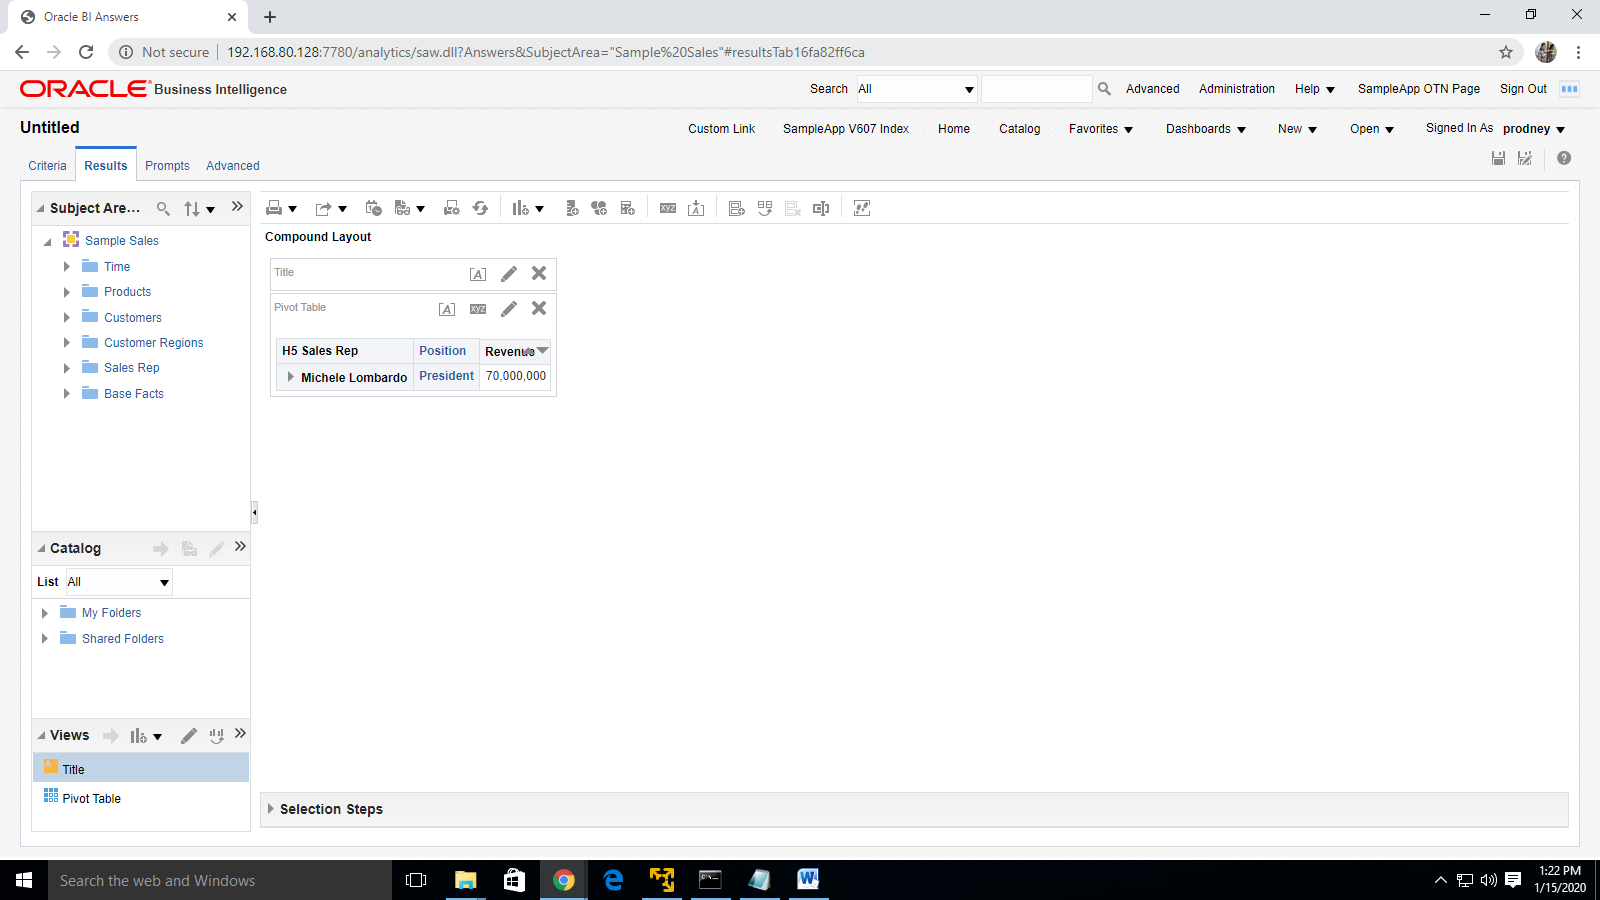 Oracle BI Answers
Not secure 192.168.80.128:7780/analytics/saw.dll?Answers&SubjectArea="Sample%20Sales"#resultsTab16fa82ff6ca
ORACLE Business Intelligence
Search All Advanced Administration Help SampleApp OTN Page Sign Out
Untitled
Custom Link SampleApp V607 Index Home Catalog Favorites Dashboards New Open Signed In As prodney
Criteria Results Prompts Advanced
Subject Are...
Sample Sales
Time
Products
Customers
Customer Regions
Sales Rep
Base Facts
Compound Layout
Title
Pivot Table
H5 Sales Rep Position Revenue
Michele Lombardo President 70,000,000
Catalog
List All
My Folders
Shared Folders
Views
Title
Pivot Table
Selection Steps
Search the web and Windows
1:22 PM
1/15/2020